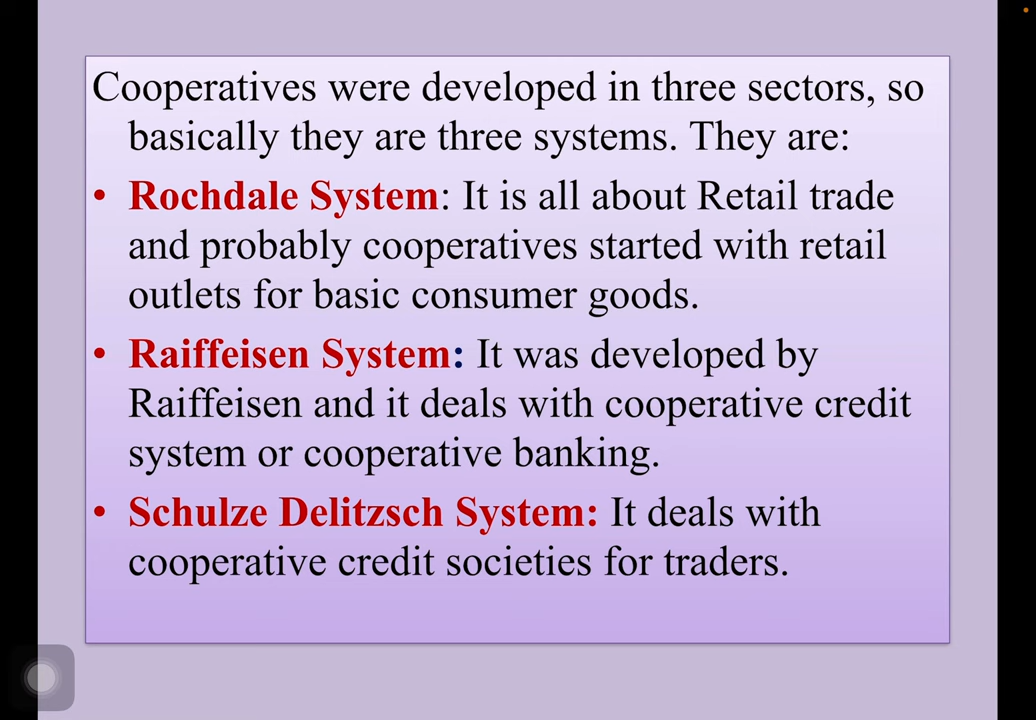 Cooperatives were developed in three sectors, so
basically they are three systems. They are:
• Rochdale System: It is all about Retail trade
and probably cooperatives started with retail
outlets for basic consumer goods.
• Raiffeisen System: It was developed by
Raiffeisen and it deals with cooperative credit
system or cooperative banking.
• Schulze Delitzsch System: It deals with
cooperative credit societies for traders.